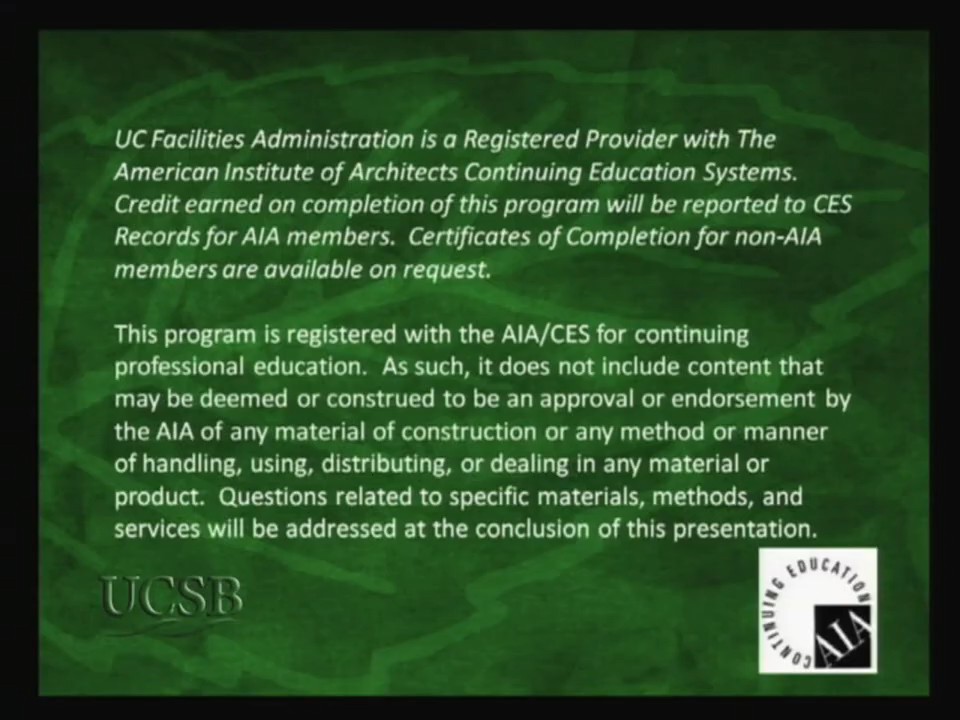 UC Facilities Administration is a Registered Provider with The
American Institute of Architects Continuing Education Systems.
Credit earned on completion of this program will be reported to CES
Records for AIA members.  Certificates of Completion for non-AIA
members are available on request.
This program is registered with the AIA/CES for continuing
professional education.  As such, it does not include content that
may be deemed or construed to be an approval or endorsement by
the AIA of any material of construction or any method or manner
of handling, using, distributing, or dealing in any material or
product.  Questions related to specific materials, methods, and
services will be addressed at the conclusion of this presentation.
UCSB
CONTINUING EDUCATION
AIA